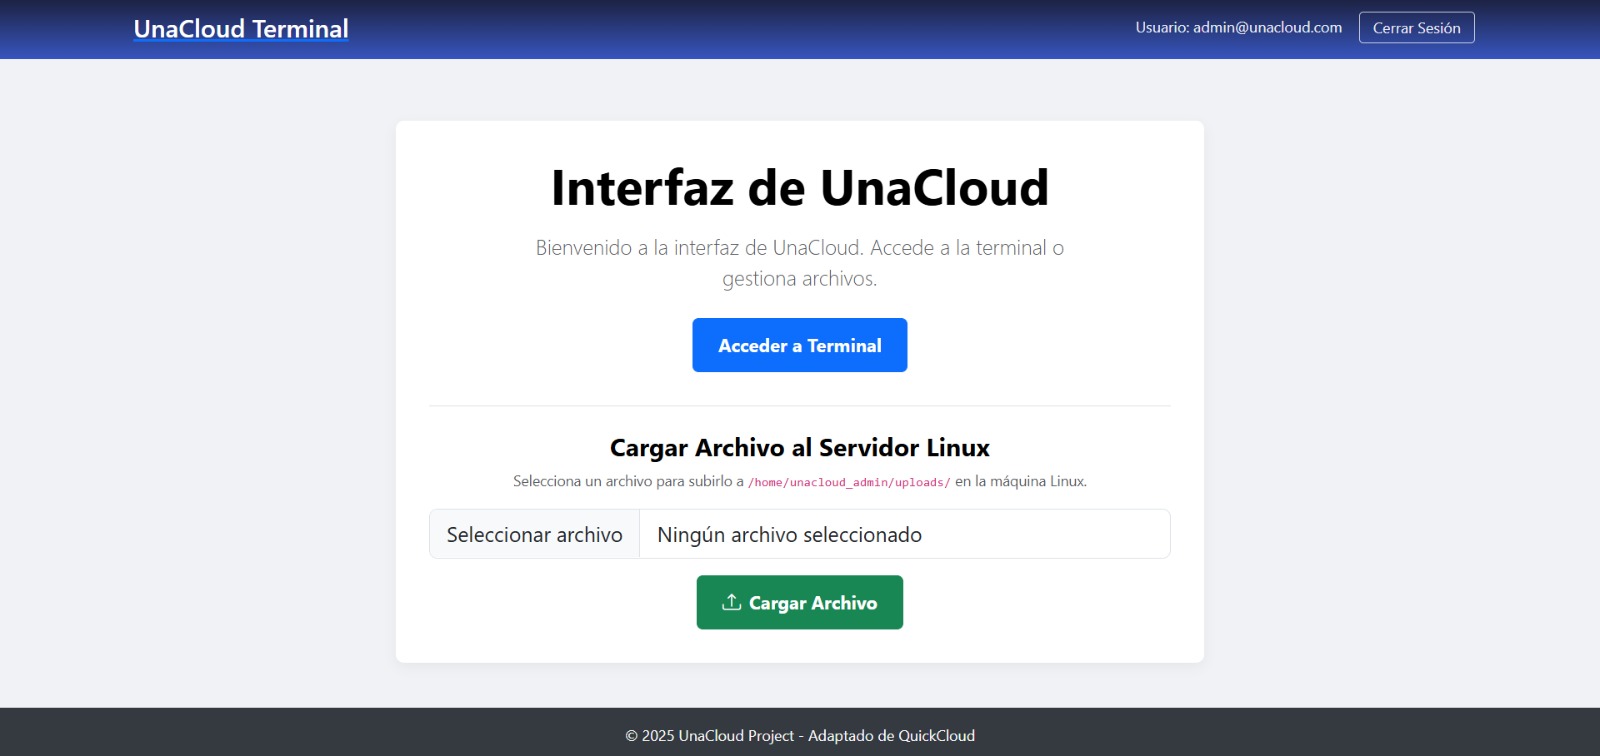 UnaCloud Terminal
Usuario: admin@unacloud.com
Cerrar Sesión
Interfaz de UnaCloud
Bienvenido a la interfaz de UnaCloud. Accede a la terminal o
gestiona archivos.
Acceder a Terminal
Cargar Archivo al Servidor Linux
Selecciona un archivo para subirlo a /home/unacloud_admin/uploads/ en la máquina Linux.
Seleccionar archivo
Ningún archivo seleccionado
Cargar Archivo
© 2025 UnaCloud Project - Adaptado de QuickCloud